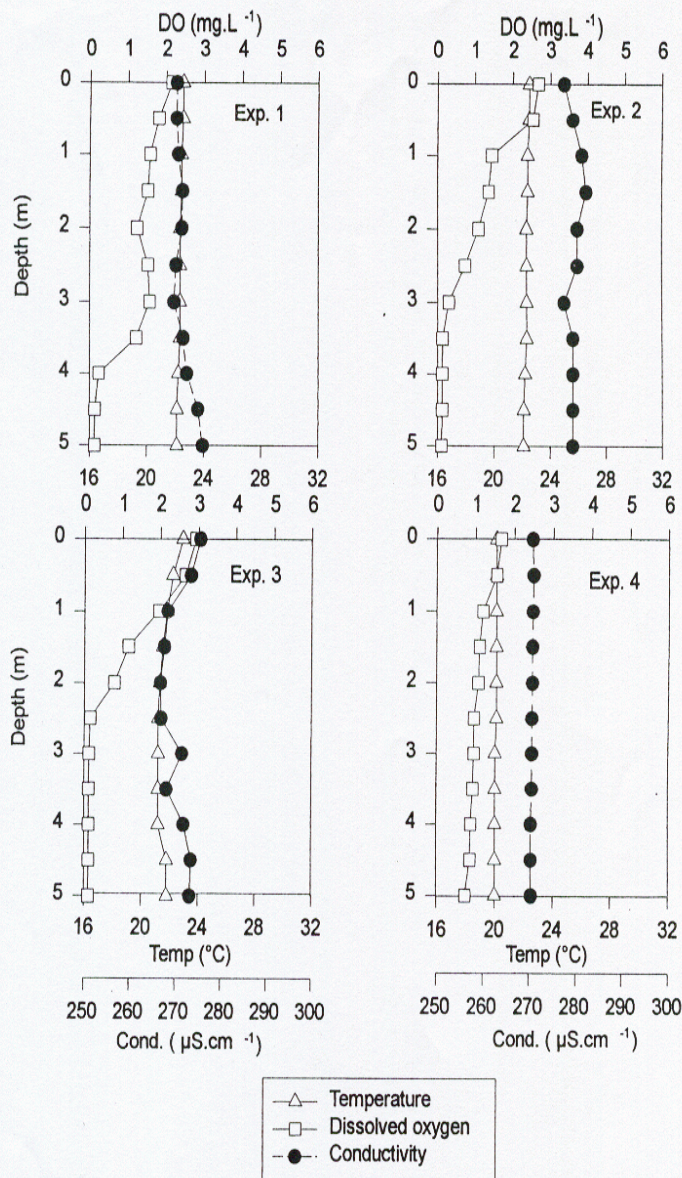 DO (mg.L -1)
0 1 2 3 4 5 6
0
1
2
3
4
5
Depth (m)
Exp. 1
16 20 24 28 32
DO (mg.L -1)
0 1 2 3 4 5 6
0
1
2
3
4
5
Exp. 2
16 20 24 28 32
0 1 2 3 4 5 6
0
1
2
3
4
5
Depth (m)
Exp. 3
16 20 24 28 32
Temp (°C)
250 260 270 280 290 300
Cond. ( µS.cm -1)
0 1 2 3 4 5 6
0
1
2
3
4
5
Exp. 4
16 20 24 28 32
Temp (°C)
250 260 270 280 290 300
Cond. ( µS.cm -1)
Temperature
Dissolved oxygen
Conductivity